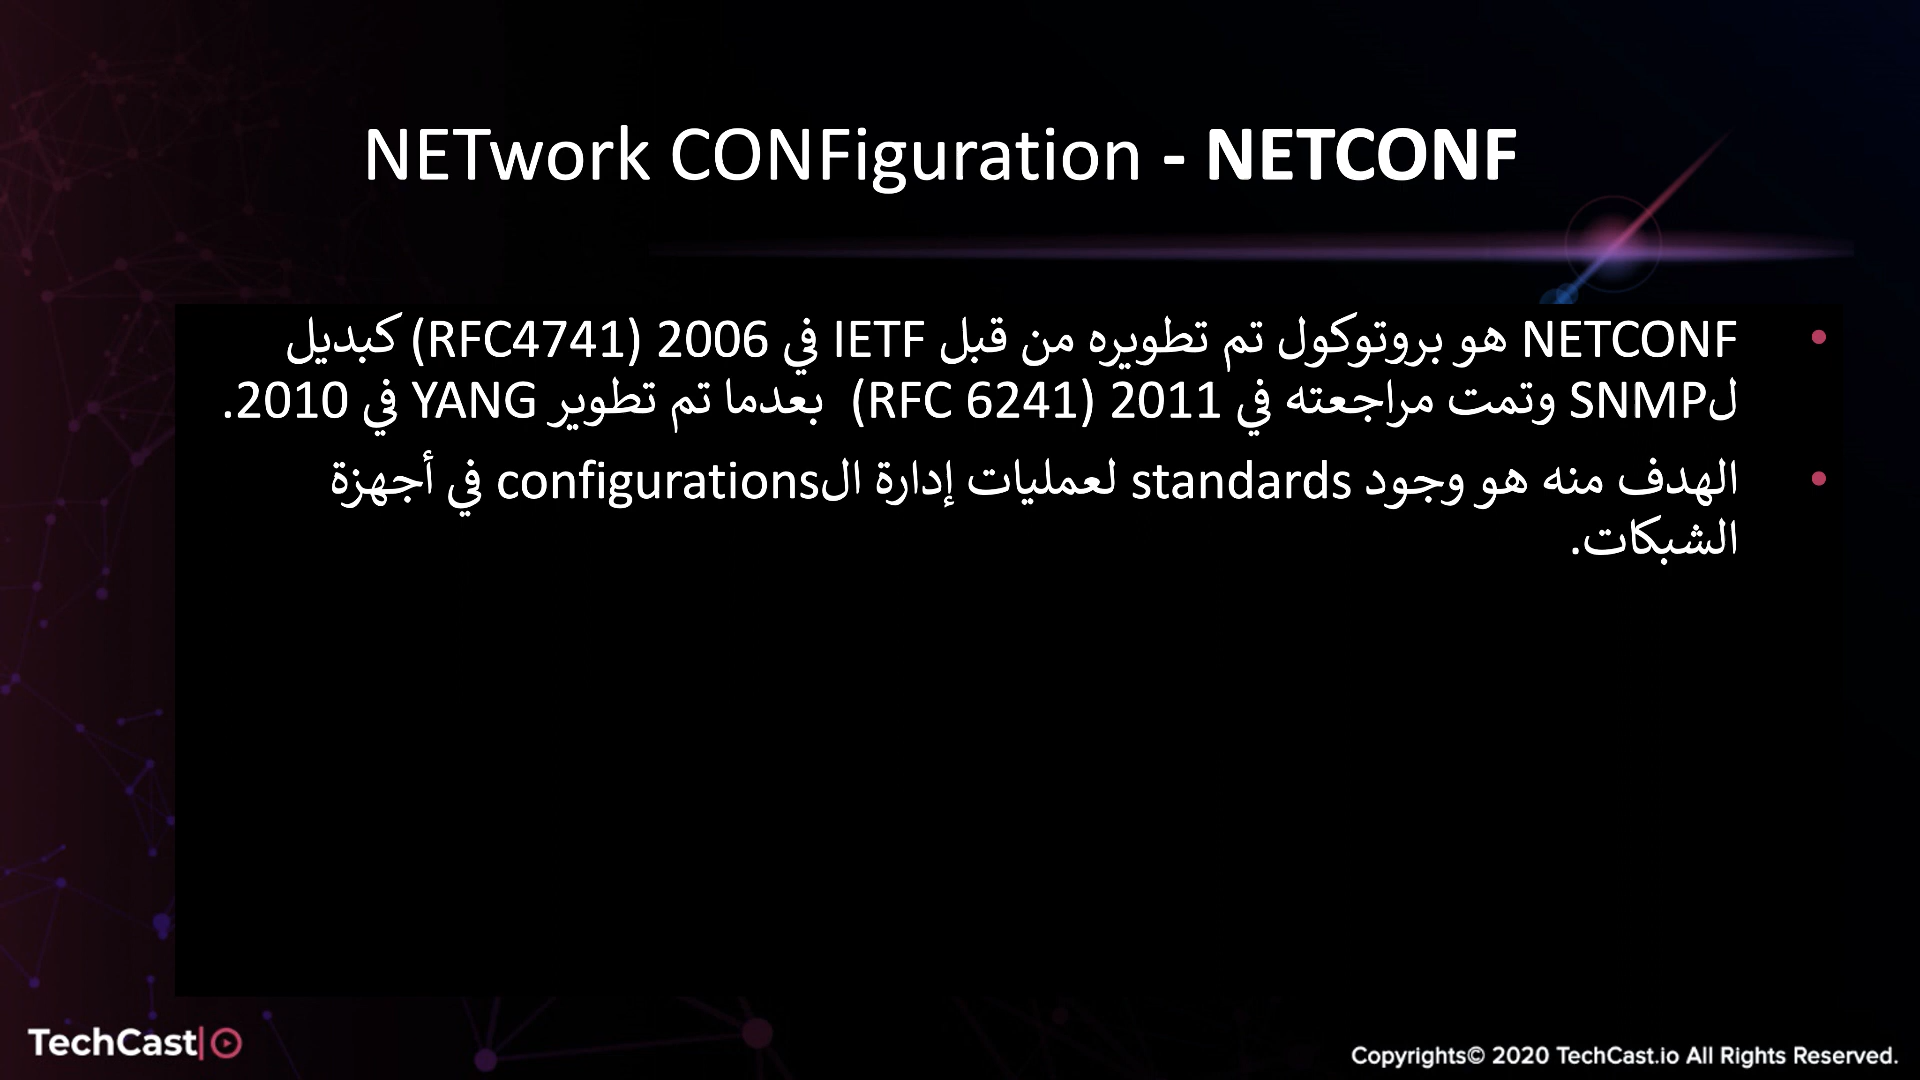 NETwork CONFiguration - NETCONF
• NETCONF هو بروتوكول تم تطويره من قبل IETF في 2006 (RFC4741) كبديل
لSNMP وتمت مراجعته في 2011 (RFC 6241)  بعدما تم تطوير YANG في 2010.
• الهدف منه هو وجود standards لعمليات إدارة الconfigurations في أجهزة
الشبكات.
TechCast
Copyrights© 2020 TechCast.io All Rights Reserved.